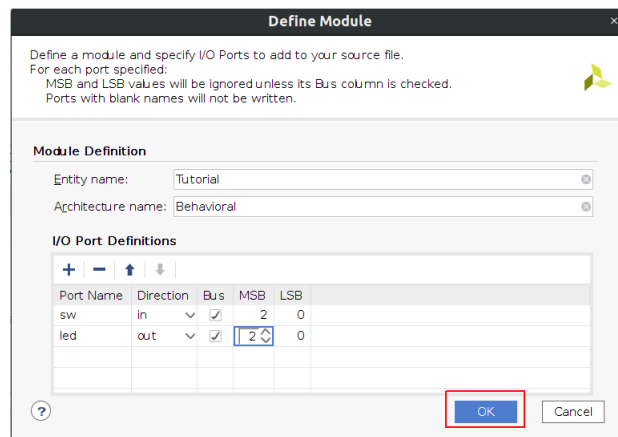 Define Module
Define a module and specify I/O Ports to add to your source file.
For each port specified:
MSB and LSB values will be ignored unless its Bus column is checked.
Ports with blank names will not be written.
Module Definition
Entity name: Tutorial
Architecture name: Behavioral
I/O Port Definitions
Port Name Direction Bus MSB LSB
sw in 2 0
led out 2 0
? OK Cancel